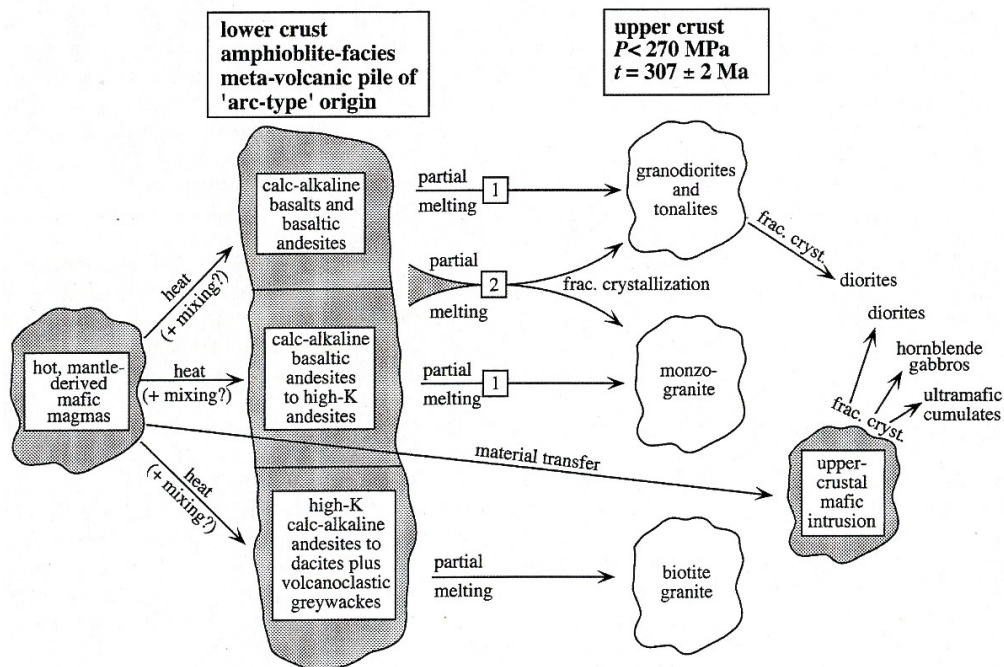 lower crust
amphioblite-facies
meta-volcanic pile of
'arc-type' origin
upper crust
P< 270 MPa
t = 307 ± 2 Ma
calc-alkaline
basalts and
basaltic
andesites
partial
1
melting
granodiorites
and
tonalites
frac. cryst.
diorites
heat
(+ mixing?)
partial
2
melting
frac. crystallization
hot, mantle-
derived
mafic
magmas
heat
(+ mixing?)
calc-alkaline
basaltic
andesites
to high-K
andesites
partial
1
melting
monzo-
granite
diorites
hornblende
gabbros
ultramafic
cumulates
frac. cryst.
material transfer
upper-
crustal
mafic
intrusion
heat
(+ mixing?)
high-K
calc-alkaline
andesites to
dacites plus
volcanoclastic
greywackes
partial
melting
biotite
granite